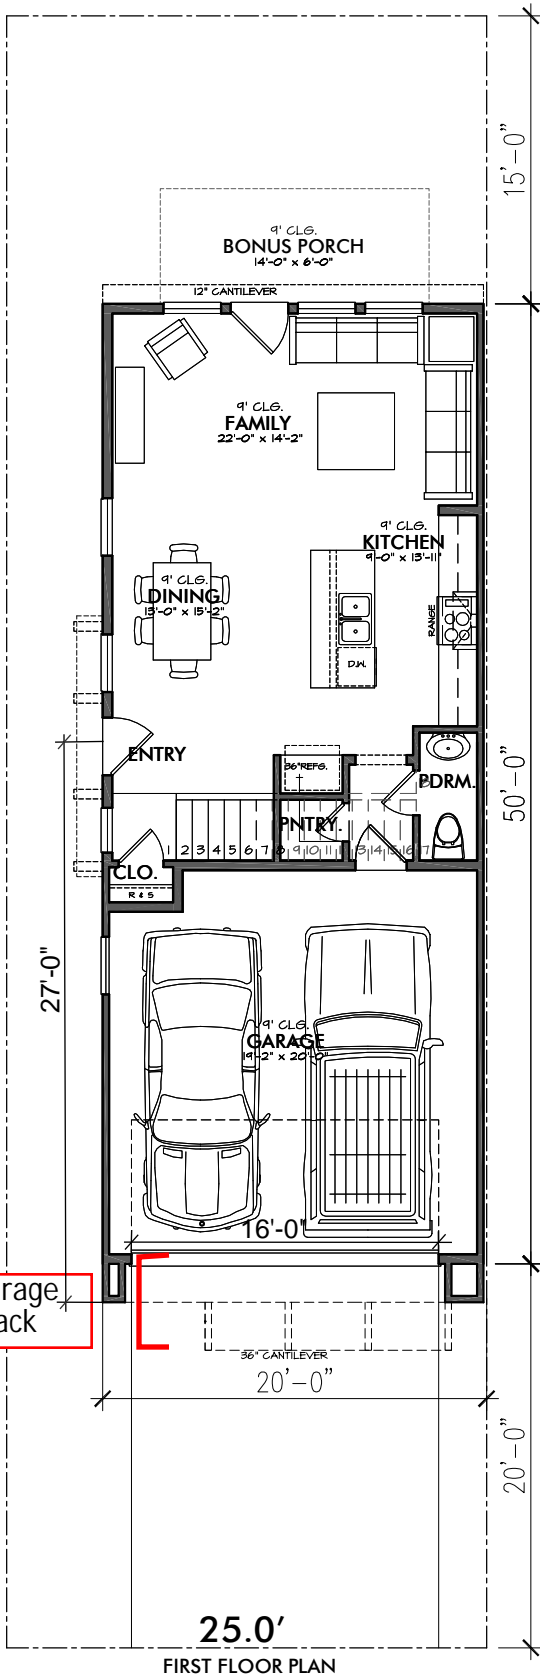 15'-0"
9' CLG.
BONUS PORCH
14'-0" x 6'-0"
12" CANTILEVER
9' CLG.
FAMILY
22'-0" x 14'-2"
9' CLG.
KITCHEN
9'-0" x 13'-11"
9' CLG.
DINING
13'-0" x 15'-2"
RANGE
D.W.
ENTRY
36" REFG.
PDRM.
50'-0"
PNTRY.
1 2 3 4 5 6 7 8 9 10 11 12 13 14 15 16 17
CLO.
R & S
27'-0"
9' CLG.
GARAGE
19'-2" x 20'-0"
16'-0"
rage
ack
36" CANTILEVER
20'-0"
20'-0"
25.0'
FIRST FLOOR PLAN